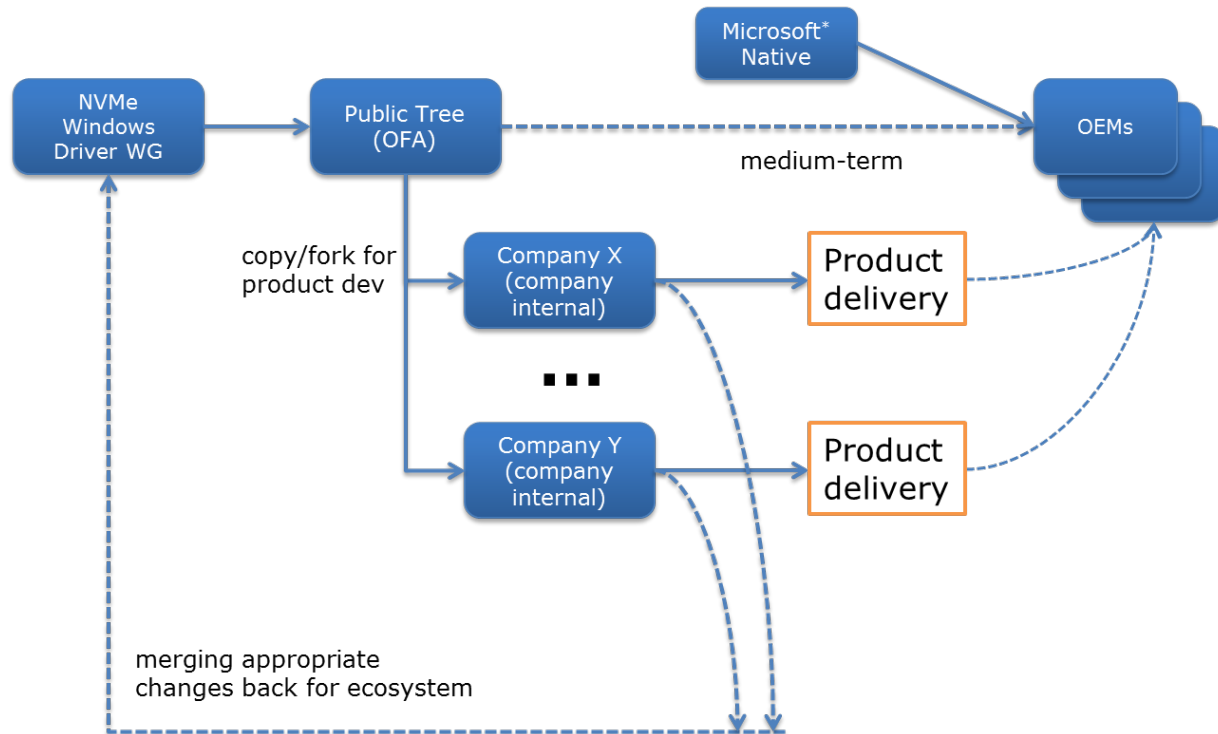 Microsoft*
Native
NVMe
Windows
Driver WG
Public Tree
(OFA)
OEMs
medium-term
copy/fork for
product dev
Company X
(company
internal)
Product
delivery
...
Company Y
(company
internal)
Product
delivery
merging appropriate
changes back for ecosystem